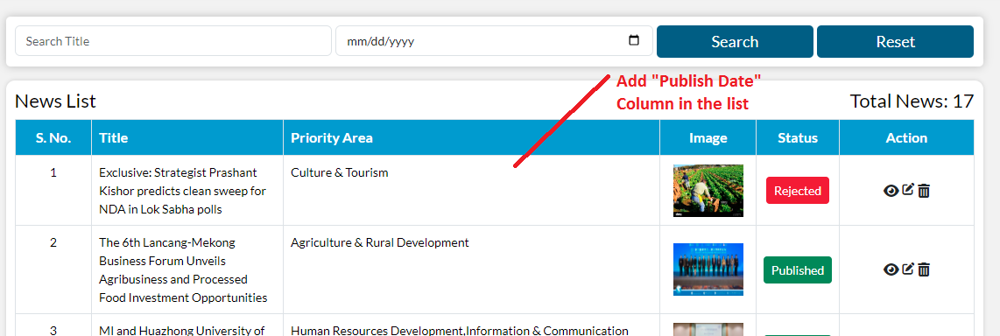 Search Title
mm/dd/yyyy
Search
Reset
Add "Publish Date"
Column in the list
News List
Total News: 17
S. No.
Title
Priority Area
Image
Status
Action
1
Exclusive: Strategist Prashant
Kishor predicts clean sweep for
NDA in Lok Sabha polls
Culture & Tourism
Rejected
2
The 6th Lancang-Mekong
Business Forum Unveils
Agribusiness and Processed
Food Investment Opportunities
Agriculture & Rural Development
Published
3
MI and Huazhong University of
Human Resources Development,Information & Communication